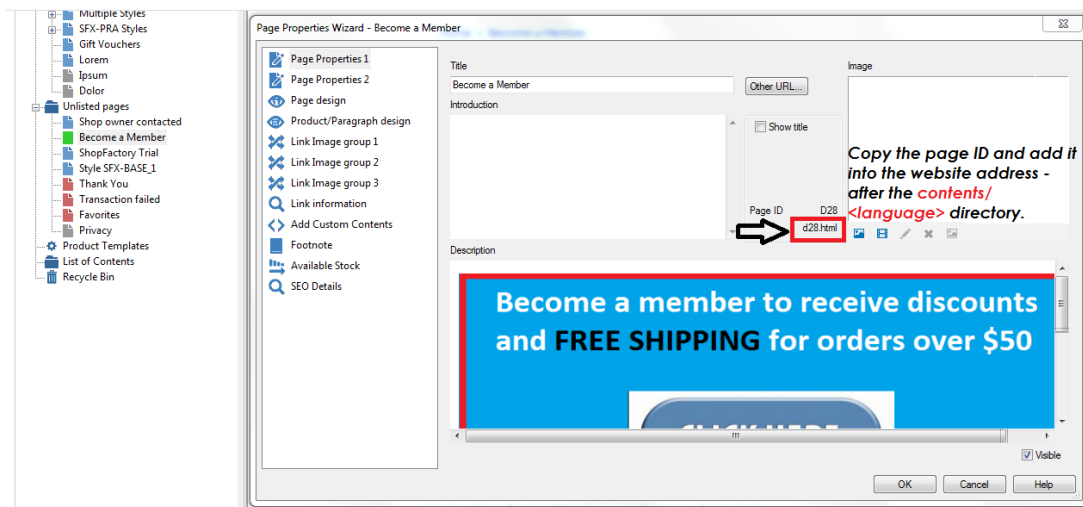 Multiple Styles
SFX-PRA Styles
Gift Vouchers
Lorem
Ipsum
Dolor
Unlisted pages
Shop owner contacted
Become a Member
ShopFactory Trial
Style SFX-BASE_1
Thank You
Transaction failed
Favorites
Privacy
Product Templates
List of Contents
Recycle Bin
Page Properties Wizard - Become a Member
Page Properties 1
Page Properties 2
Page design
Product/Paragraph design
Link Image group 1
Link Image group 2
Link Image group 3
Link information
Add Custom Contents
Footnote
Available Stock
SEO Details
Title
Become a Member
Other URL...
Image
Introduction
Show title
Copy the page ID and add it
into the website address -
after the contents/
<language> directory.
Page ID D28
d28.html
Description
Become a member to receive discounts
and FREE SHIPPING for orders over $50
CLICK HERE
Visible
OK Cancel Help